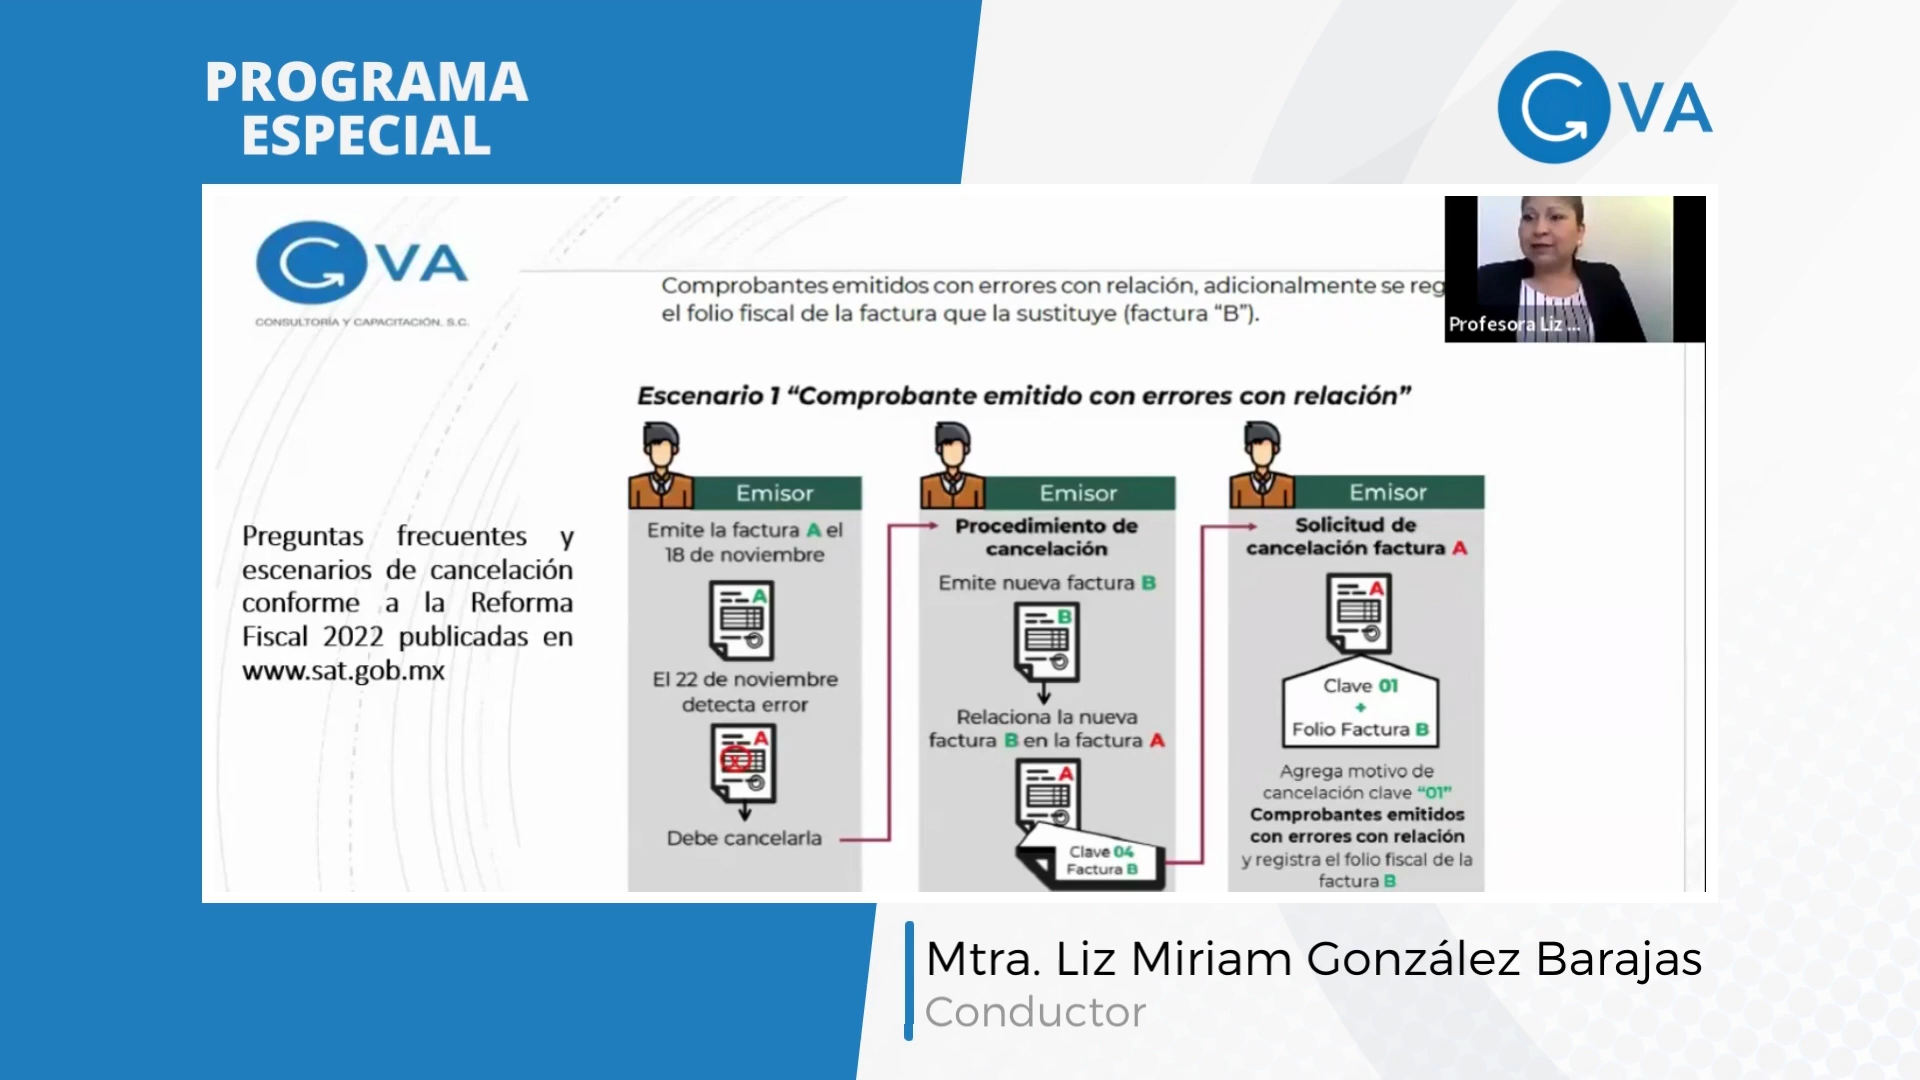 PROGRAMA
ESPECIAL
GVA
GVA
CONSULTORÍA Y CAPACITACIÓN, S.C.
Comprobantes emitidos con errores con relación, adicionalmente se reg
el folio fiscal de la factura que la sustituye (factura “B”).
Profesora Liz ...
Escenario 1 “Comprobante emitido con errores con relación”
Preguntas frecuentes y
escenarios de cancelación
conforme a la Reforma
Fiscal 2022 publicadas en
www.sat.gob.mx
Emisor
Emite la factura A el
18 de noviembre
A
El 22 de noviembre
detecta error
A
x
Debe cancelarla
Emisor
Procedimiento de
cancelación
Emite nueva factura B
B
Relaciona la nueva
factura B en la factura A
A
Clave 04
Factura B
Emisor
Solicitud de
cancelación factura A
A
Clave 01
+
Folio Factura B
Agrega motivo de
cancelación clave “01”
Comprobantes emitidos
con errores con relación
y registra el folio fiscal de la
factura B
Mtra. Liz Miriam González Barajas
Conductor